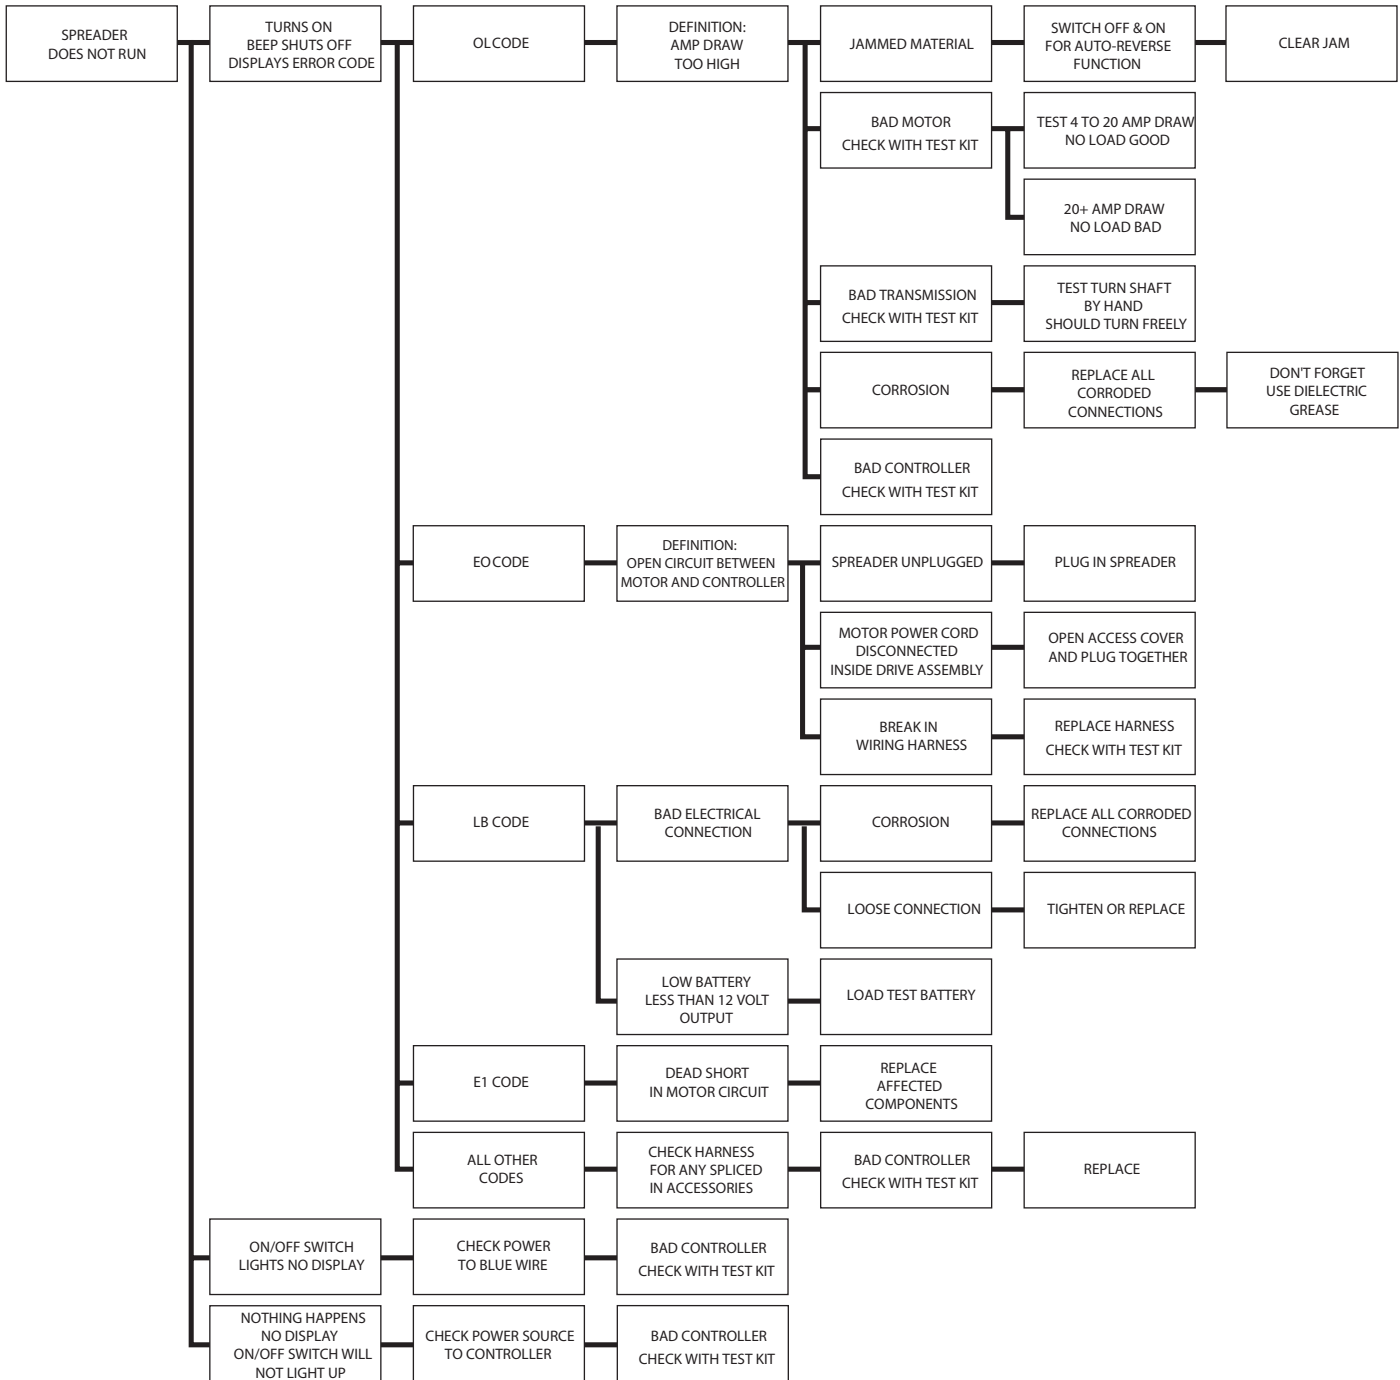 SPREADER
DOES NOT RUN
TURNS ON
BEEP SHUTS OFF
DISPLAYS ERROR CODE
OL CODE
DEFINITION:
AMP DRAW
TOO HIGH
JAMMED MATERIAL
SWITCH OFF & ON
FOR AUTO-REVERSE
FUNCTION
CLEAR JAM
BAD MOTOR
CHECK WITH TEST KIT
TEST 4 TO 20 AMP DRAW
NO LOAD GOOD
20+ AMP DRAW
NO LOAD BAD
BAD TRANSMISSION
CHECK WITH TEST KIT
TEST TURN SHAFT
BY HAND
SHOULD TURN FREELY
CORROSION
REPLACE ALL
CORRODED
CONNECTIONS
DON'T FORGET
USE DIELECTRIC
GREASE
BAD CONTROLLER
CHECK WITH TEST KIT
EO CODE
DEFINITION:
OPEN CIRCUIT BETWEEN
MOTOR AND CONTROLLER
SPREADER UNPLUGGED
PLUG IN SPREADER
MOTOR POWER CORD
DISCONNECTED
INSIDE DRIVE ASSEMBLY
OPEN ACCESS COVER
AND PLUG TOGETHER
BREAK IN
WIRING HARNESS
REPLACE HARNESS
CHECK WITH TEST KIT
LB CODE
BAD ELECTRICAL
CONNECTION
CORROSION
REPLACE ALL CORRODED
CONNECTIONS
LOOSE CONNECTION
TIGHTEN OR REPLACE
LOW BATTERY
LESS THAN 12 VOLT
OUTPUT
LOAD TEST BATTERY
E1 CODE
DEAD SHORT
IN MOTOR CIRCUIT
REPLACE
AFFECTED
COMPONENTS
ALL OTHER
CODES
CHECK HARNESS
FOR ANY SPLICED
IN ACCESSORIES
BAD CONTROLLER
CHECK WITH TEST KIT
REPLACE
ON/OFF SWITCH
LIGHTS NO DISPLAY
CHECK POWER
TO BLUE WIRE
BAD CONTROLLER
CHECK WITH TEST KIT
NOTHING HAPPENS
NO DISPLAY
ON/OFF SWITCH WILL
NOT LIGHT UP
CHECK POWER SOURCE
TO CONTROLLER
BAD CONTROLLER
CHECK WITH TEST KIT